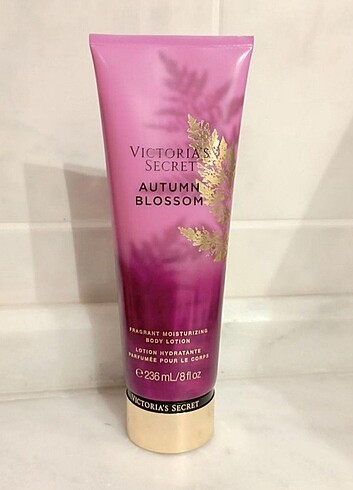 VICTORIA'S
SECRET
AUTUMN
BLOSSOM
FRAGRANT MOISTURIZING
BODY LOTION
LOTION HYDRATANTE
PARFUMÉE POUR LE CORPS
℮ 236 mL/8 fl oz
VICTORIA'S SECRET